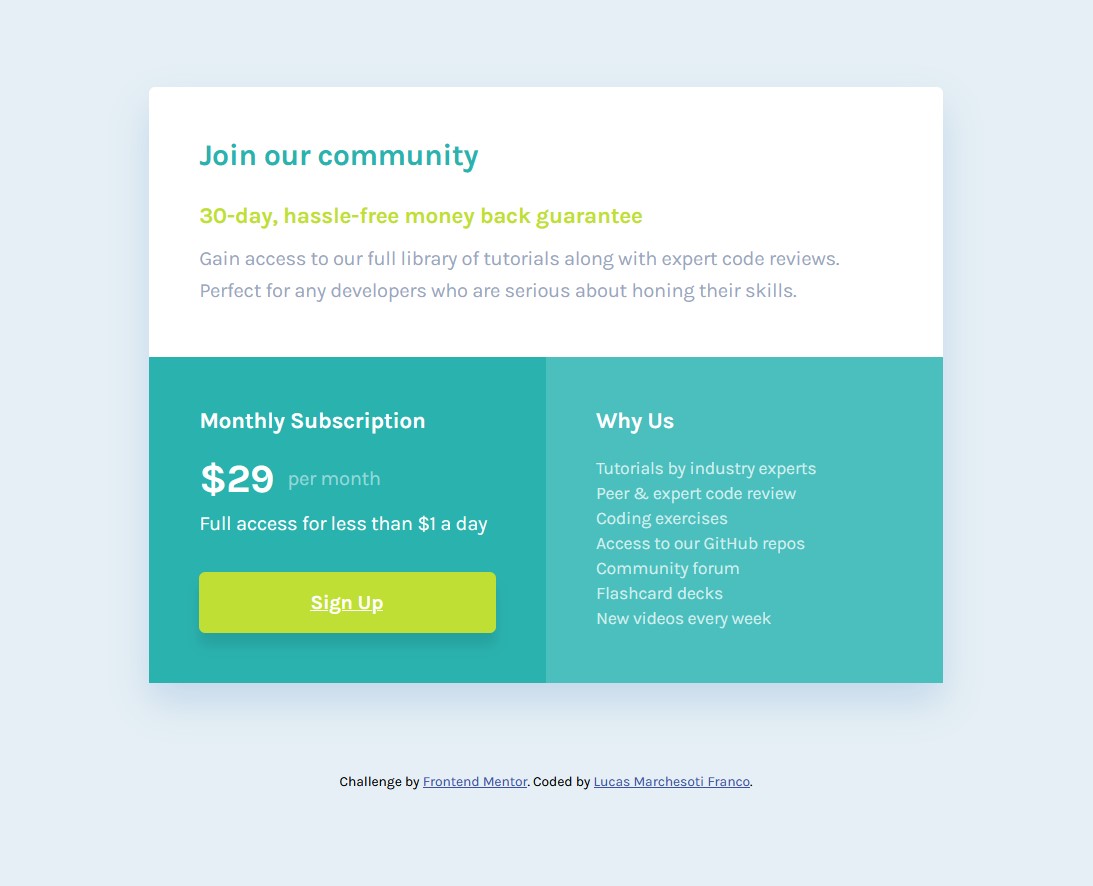 Join our community
30-day, hassle-free money back guarantee
Gain access to our full library of tutorials along with expert code reviews.
Perfect for any developers who are serious about honing their skills.
Monthly Subscription
$29 per month
Full access for less than $1 a day
Sign Up
Why Us
Tutorials by industry experts
Peer & expert code review
Coding exercises
Access to our GitHub repos
Community forum
Flashcard decks
New videos every week
Challenge by Frontend Mentor. Coded by Lucas Marchesoti Franco.